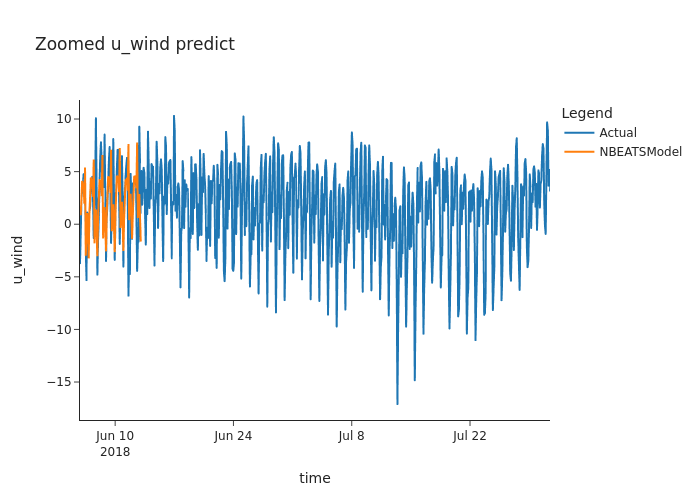 Zoomed u_wind predict
Legend
Actual
NBEATSModel
10
5
0
−5
−10
−15
u_wind
Jun 10
2018
Jun 24
Jul 8
Jul 22
time